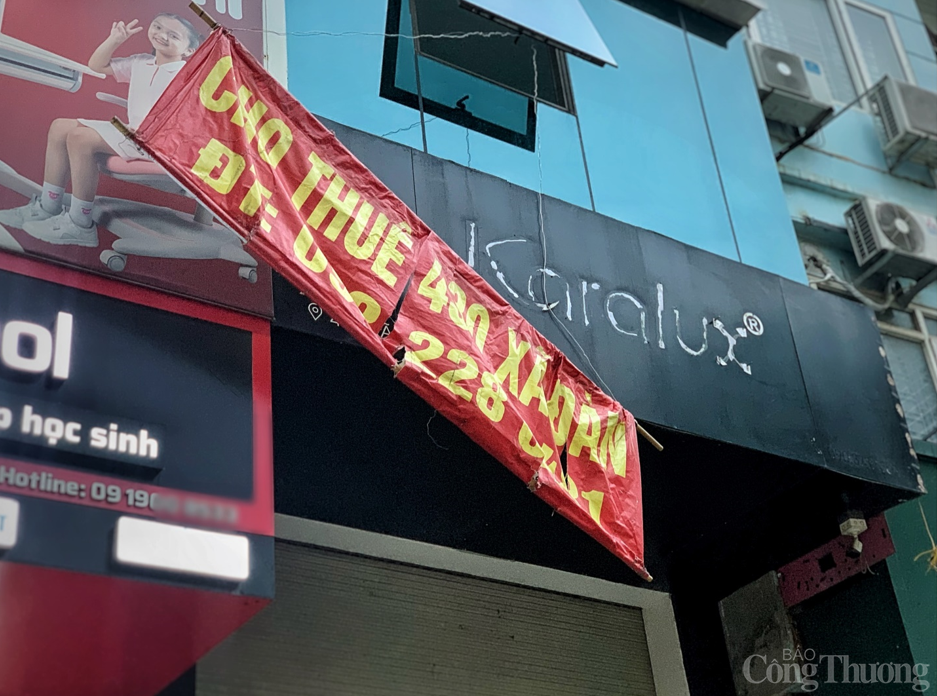 CHO THUÊ 430 XÃ ĐÀN
ĐT:
228
Karalux®
ol
học sinh
Hotline: 09 19
BÁO
Công Thương